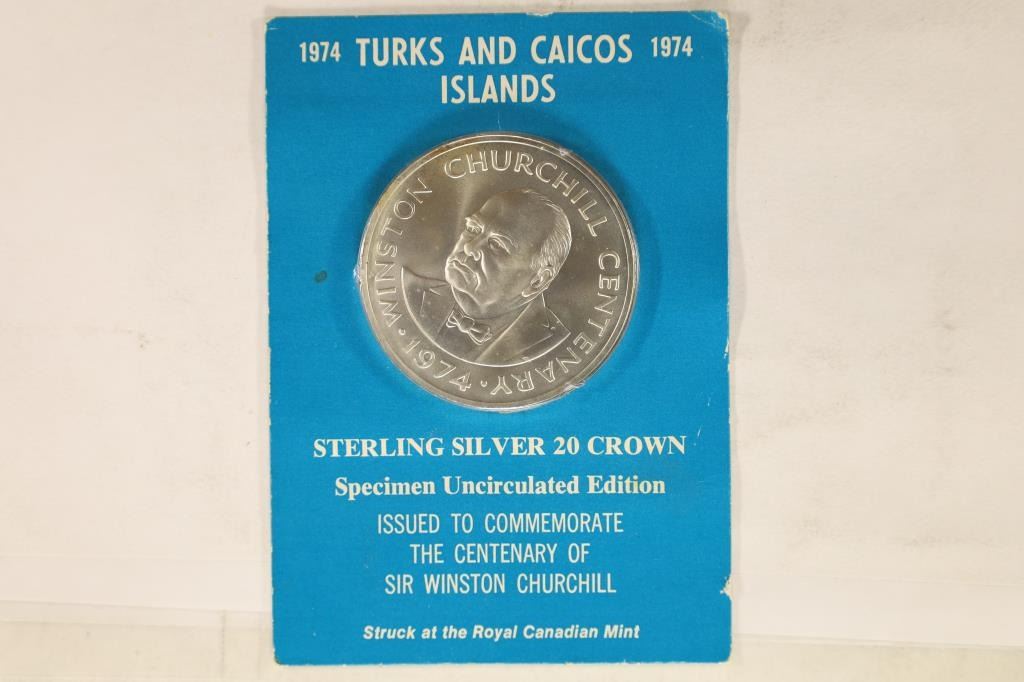 1974 TURKS AND CAICOS 1974
ISLANDS
WINSTON CHURCHILL CENTENARY · 1974 ·
STERLING SILVER 20 CROWN
Specimen Uncirculated Edition
ISSUED TO COMMEMORATE
THE CENTENARY OF
SIR WINSTON CHURCHILL
Struck at the Royal Canadian Mint